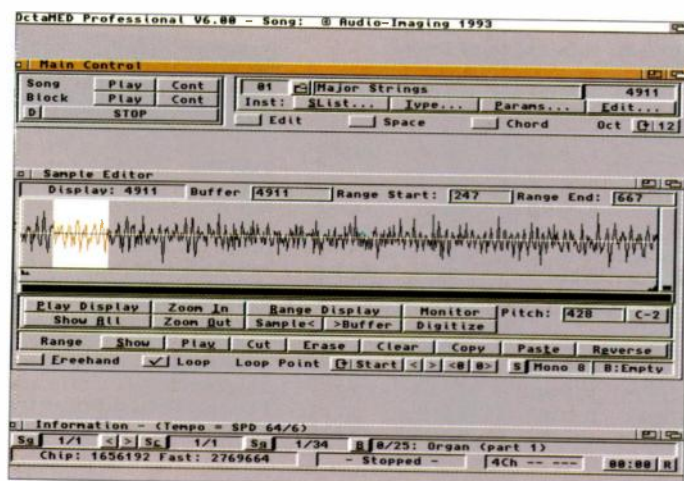 OctaMED Professional V6.00 - Song: © Audio-Imaging 1993
Main Control
Song Play Cont 01 Major Strings 4911
Block Play Cont Inst: SList... Type... Params... Edit...
D STOP Edit Space Chord Oct 12
Sample Editor
Display: 4911 Buffer 4911 Range Start: 247 Range End: 667
Play Display Zoom In Range Display Monitor Pitch: 428 C-2
Show All Zoom Out Sample< >Buffer Digitize
Range Show Play Cut Erase Clear Copy Paste Reverse
Freehand Loop Loop Point Start < > <0 0> S Mono 8 B:Empty
Information - (Tempo = SPD 64/6)
Sg 1/1 < > Sc 1/1 Sq 1/34 B 0/25: Organ (part 1)
Chip: 1656192 Fast: 2769664 - Stopped - 4Ch -- --- 00:00 R